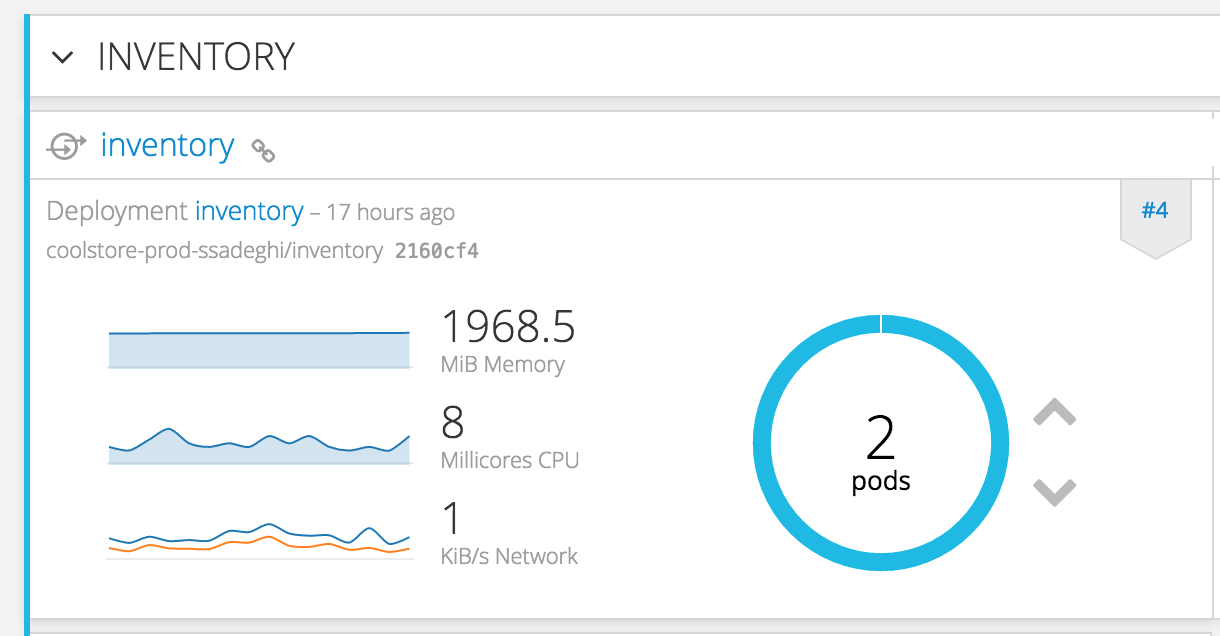 INVENTORY
inventory
Deployment inventory – 17 hours ago
#4
coolstore-prod-ssadeghi/inventory 2160cf4
1968.5
MiB Memory
8
Millicores CPU
1
KiB/s Network
2
pods